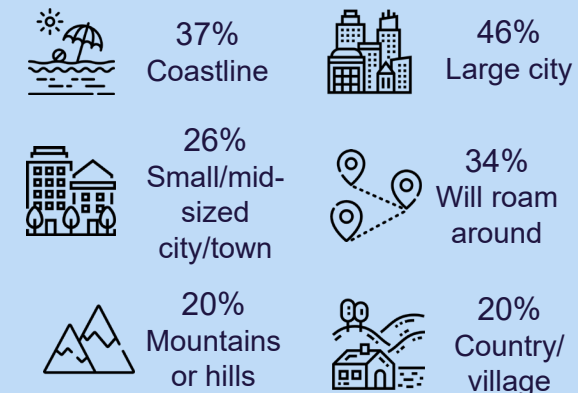 37%
Coastline
46%
Large city
26%
Small/mid-
sized
city/town
34%
Will roam
around
20%
Mountains
or hills
20%
Country/
village